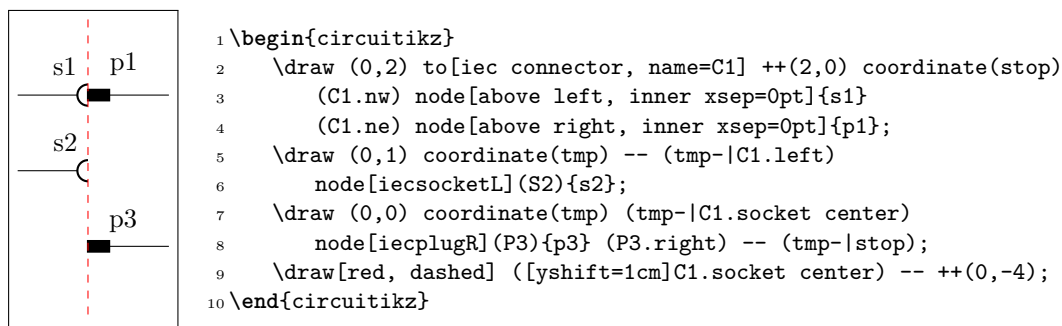 s1 p1
s2
p3
1 \begin{circuitikz}
2 \draw (0,2) to[iec connector, name=C1] ++(2,0) coordinate(stop)
3 (C1.nw) node[above left, inner xsep=0pt]{s1}
4 (C1.ne) node[above right, inner xsep=0pt]{p1};
5 \draw (0,1) coordinate(tmp) -- (tmp-|C1.left)
6 node[iecsocketL](S2){s2};
7 \draw (0,0) coordinate(tmp) (tmp-|C1.socket center)
8 node[iecplugR](P3){p3} (P3.right) -- (tmp-|stop);
9 \draw[red, dashed] ([yshift=1cm]C1.socket center) -- ++(0,-4);
10 \end{circuitikz}